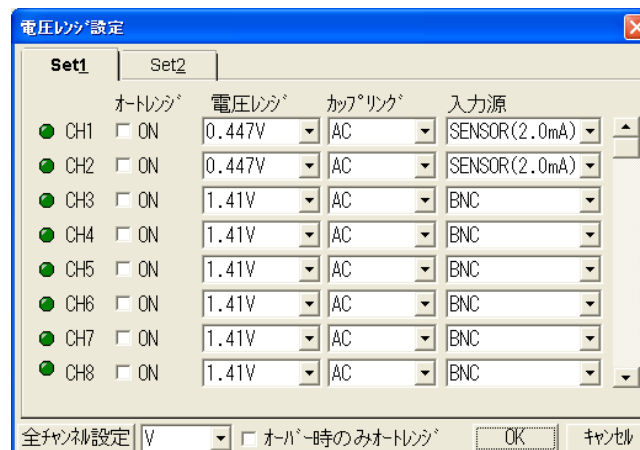 電圧ﾚﾝｼﾞ設定
Set1 Set2
ｵｰﾄﾚﾝｼﾞ 電圧ﾚﾝｼﾞ ｶｯﾌﾟﾘﾝｸﾞ 入力源
CH1 ON 0.447V AC SENSOR(2.0mA)
CH2 ON 0.447V AC SENSOR(2.0mA)
CH3 ON 1.41V AC BNC
CH4 ON 1.41V AC BNC
CH5 ON 1.41V AC BNC
CH6 ON 1.41V AC BNC
CH7 ON 1.41V AC BNC
CH8 ON 1.41V AC BNC
全ﾁｬﾝﾈﾙ設定 V ｵｰﾊﾞｰ時のみｵｰﾄﾚﾝｼﾞ OK ｷｬﾝｾﾙ